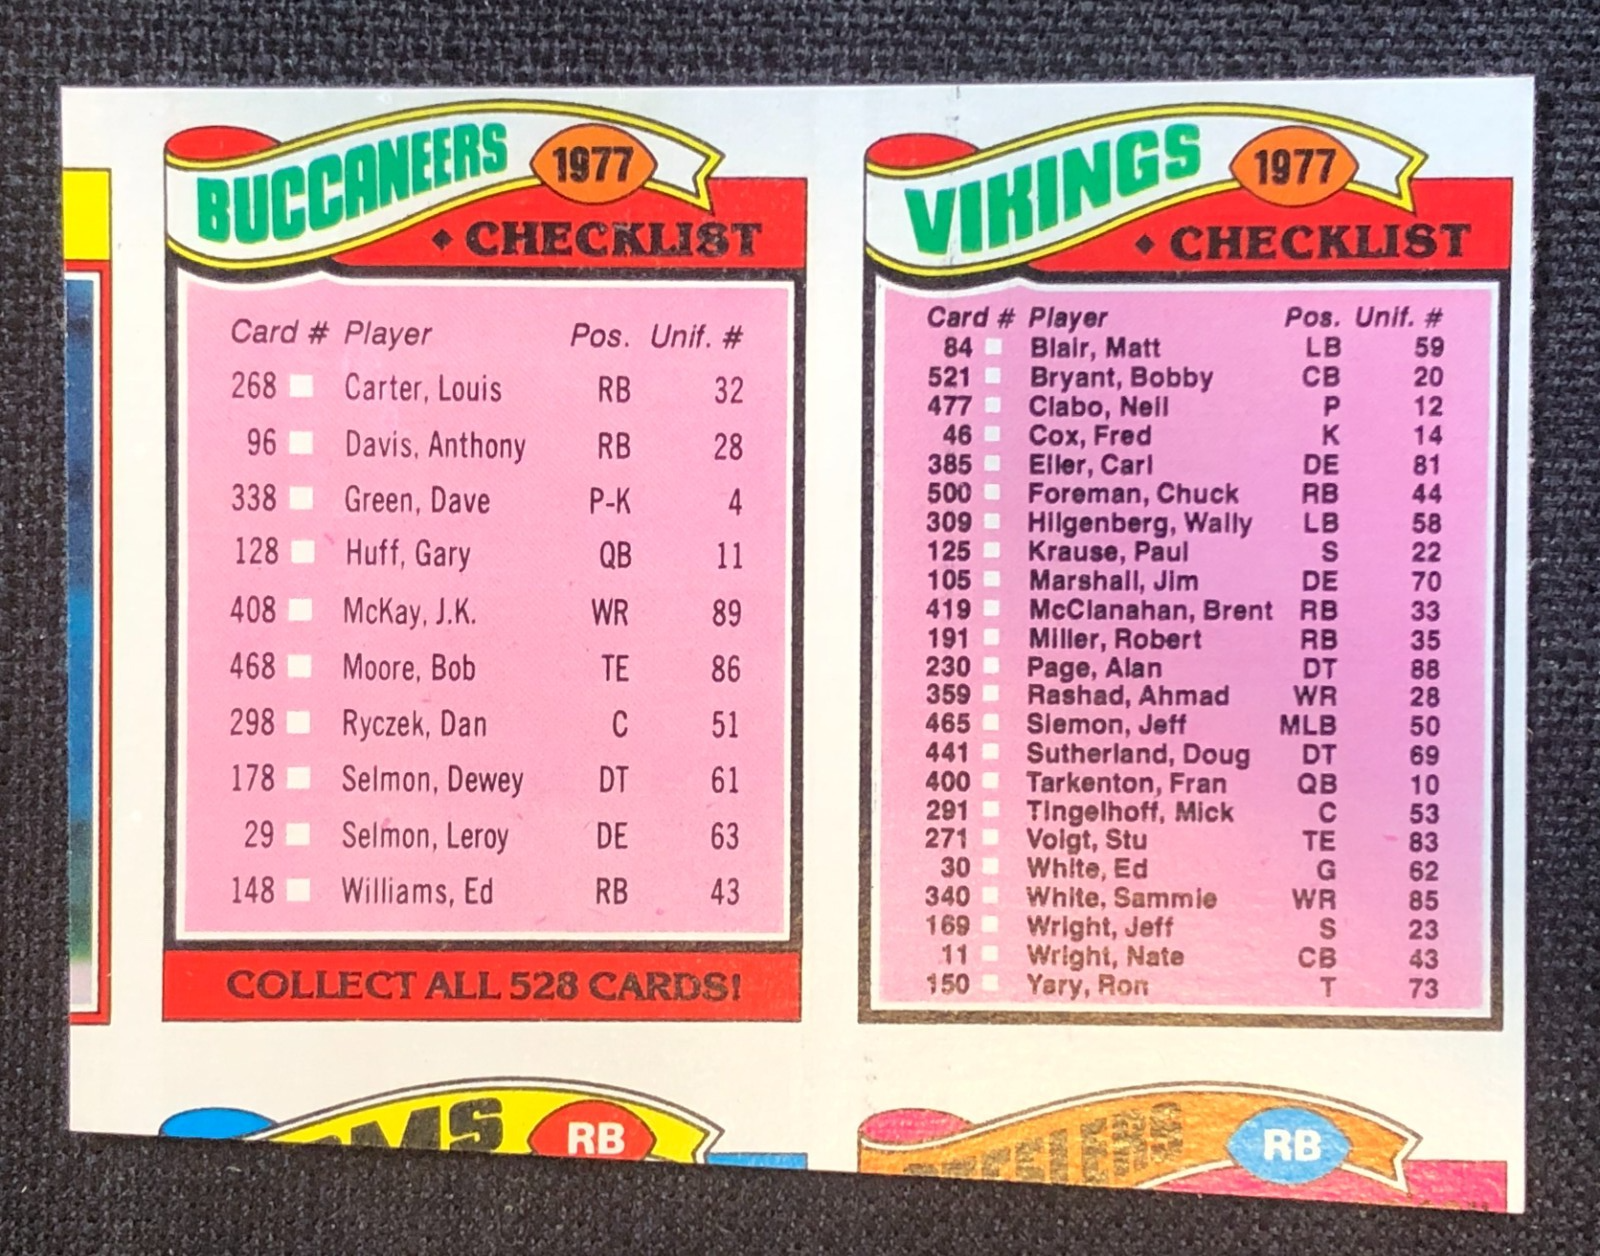 BUCCANEERS 1977
◆ CHECKLIST
Card # Player Pos. Unif. #
268 Carter, Louis RB 32
96 Davis, Anthony RB 28
338 Green, Dave P-K 4
128 Huff, Gary QB 11
408 McKay, J.K. WR 89
468 Moore, Bob TE 86
298 Ryczek, Dan C 51
178 Selmon, Dewey DT 61
29 Selmon, Leroy DE 63
148 Williams, Ed RB 43
COLLECT ALL 528 CARDS!
VIKINGS 1977
◆ CHECKLIST
Card # Player Pos. Unif. #
84 Blair, Matt LB 59
521 Bryant, Bobby CB 20
477 Clabo, Neil P 12
46 Cox, Fred K 14
385 Eller, Carl DE 81
500 Foreman, Chuck RB 44
309 Hilgenberg, Wally LB 58
125 Krause, Paul S 22
105 Marshall, Jim DE 70
419 McClanahan, Brent RB 33
191 Miller, Robert RB 35
230 Page, Alan DT 88
359 Rashad, Ahmad WR 28
465 Siemon, Jeff MLB 50
441 Sutherland, Doug DT 69
400 Tarkenton, Fran QB 10
291 Tingelhoff, Mick C 53
271 Voigt, Stu TE 83
30 White, Ed G 62
340 White, Sammie WR 85
169 Wright, Jeff S 23
11 Wright, Nate CB 43
150 Yary, Ron T 73
RB
RB